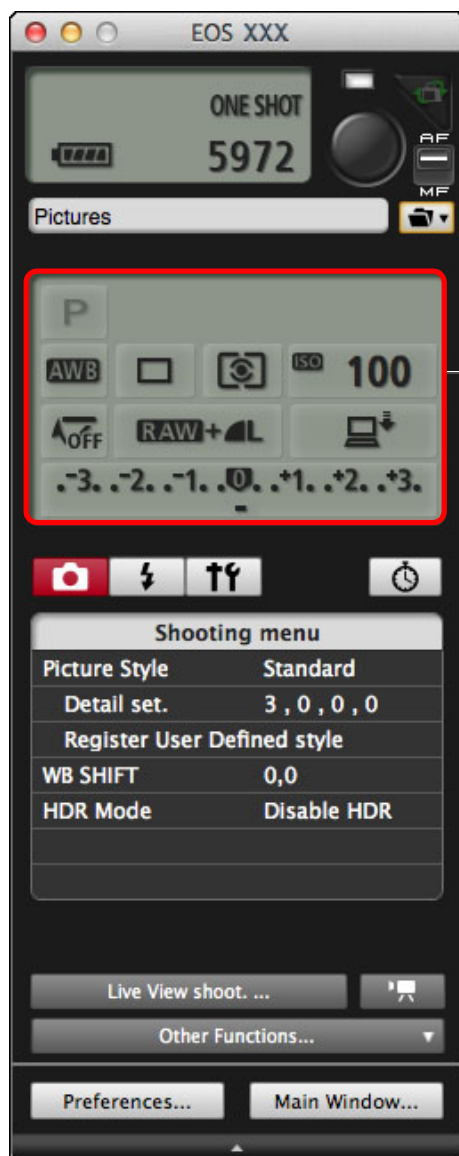 EOS XXX
ONE SHOT
5972
AF
MF
Pictures
P
AWB ISO 100
OFF RAW+L
.-3. .-2. .-1. .0. .+1. .+2. .+3.
Shooting menu
Picture Style Standard
Detail set. 3 , 0 , 0 , 0
Register User Defined style
WB SHIFT 0,0
HDR Mode Disable HDR
Live View shoot. ...
Other Functions...
Preferences... Main Window...